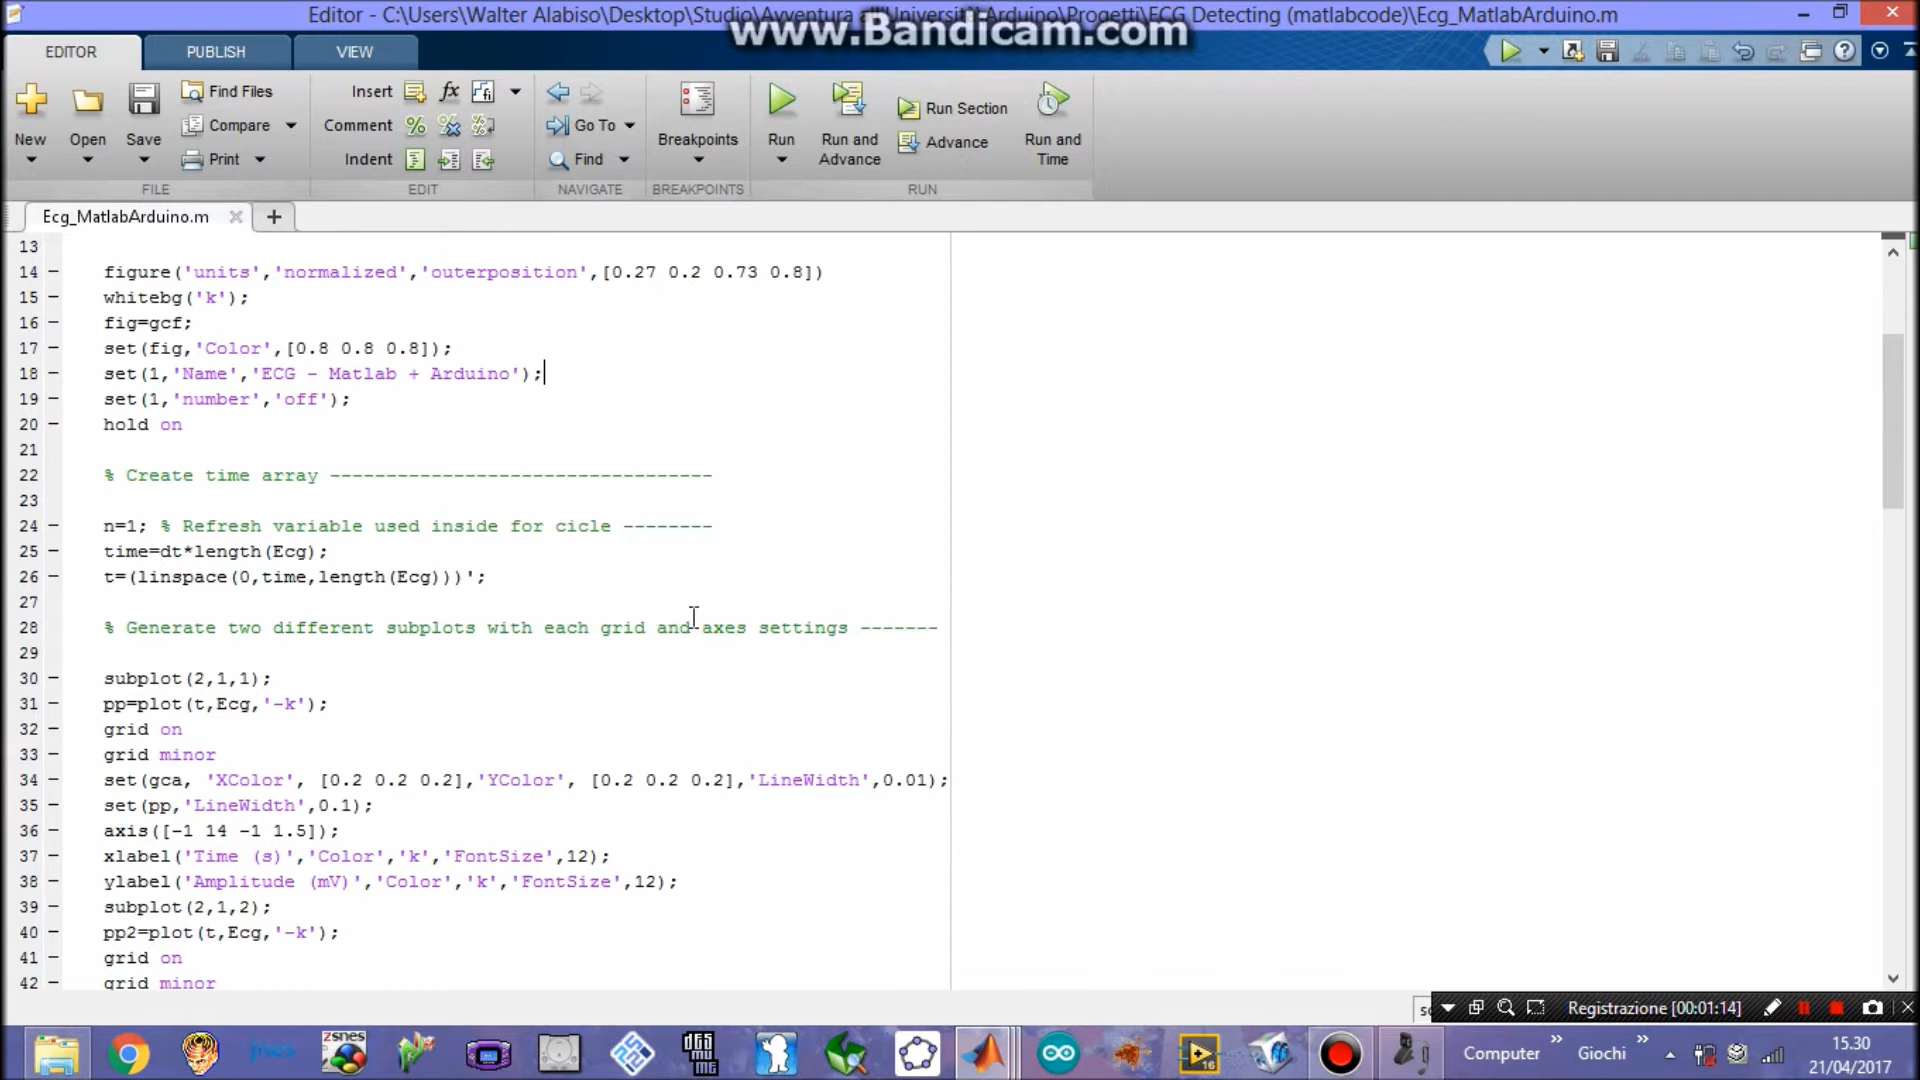 Editor - C:\Users\Walter Alabiso\Desktop\Studio\Avventura all'Università\Arduino\Progetti\ECG Detecting (matlabcode)\Ecg_MatlabArduino.m
www.Bandicam.com
EDITOR PUBLISH VIEW
New
Open
Save
Find Files
Compare
Print
FILE
Insert fx
Comment
Indent
EDIT
Go To
Find
NAVIGATE
Breakpoints
BREAKPOINTS
Run
Run and Advance
Run Section
Advance
Run and Time
RUN
Ecg_MatlabArduino.m
13
14 - figure('units','normalized','outerposition',[0.27 0.2 0.73 0.8])
15 - whitebg('k');
16 - fig=gcf;
17 - set(fig,'Color',[0.8 0.8 0.8]);
18 - set(1,'Name','ECG - Matlab + Arduino');
19 - set(1,'number','off');
20 - hold on
21
22 % Create time array ----------------------------------
23
24 - n=1; % Refresh variable used inside for cicle --------
25 - time=dt*length(Ecg);
26 - t=(linspace(0,time,length(Ecg)))';
27
28 % Generate two different subplots with each grid and axes settings -------
29
30 - subplot(2,1,1);
31 - pp=plot(t,Ecg,'-k');
32 - grid on
33 - grid minor
34 - set(gca, 'XColor', [0.2 0.2 0.2],'YColor', [0.2 0.2 0.2],'LineWidth',0.01);
35 - set(pp,'LineWidth',0.1);
36 - axis([-1 14 -1 1.5]);
37 - xlabel('Time (s)','Color','k','FontSize',12);
38 - ylabel('Amplitude (mV)','Color','k','FontSize',12);
39 - subplot(2,1,2);
40 - pp2=plot(t,Ecg,'-k');
41 - grid on
42 - grid minor
Registrazione [00:01:14]
zsnes
jnes
Computer
Giochi
15.30
21/04/2017